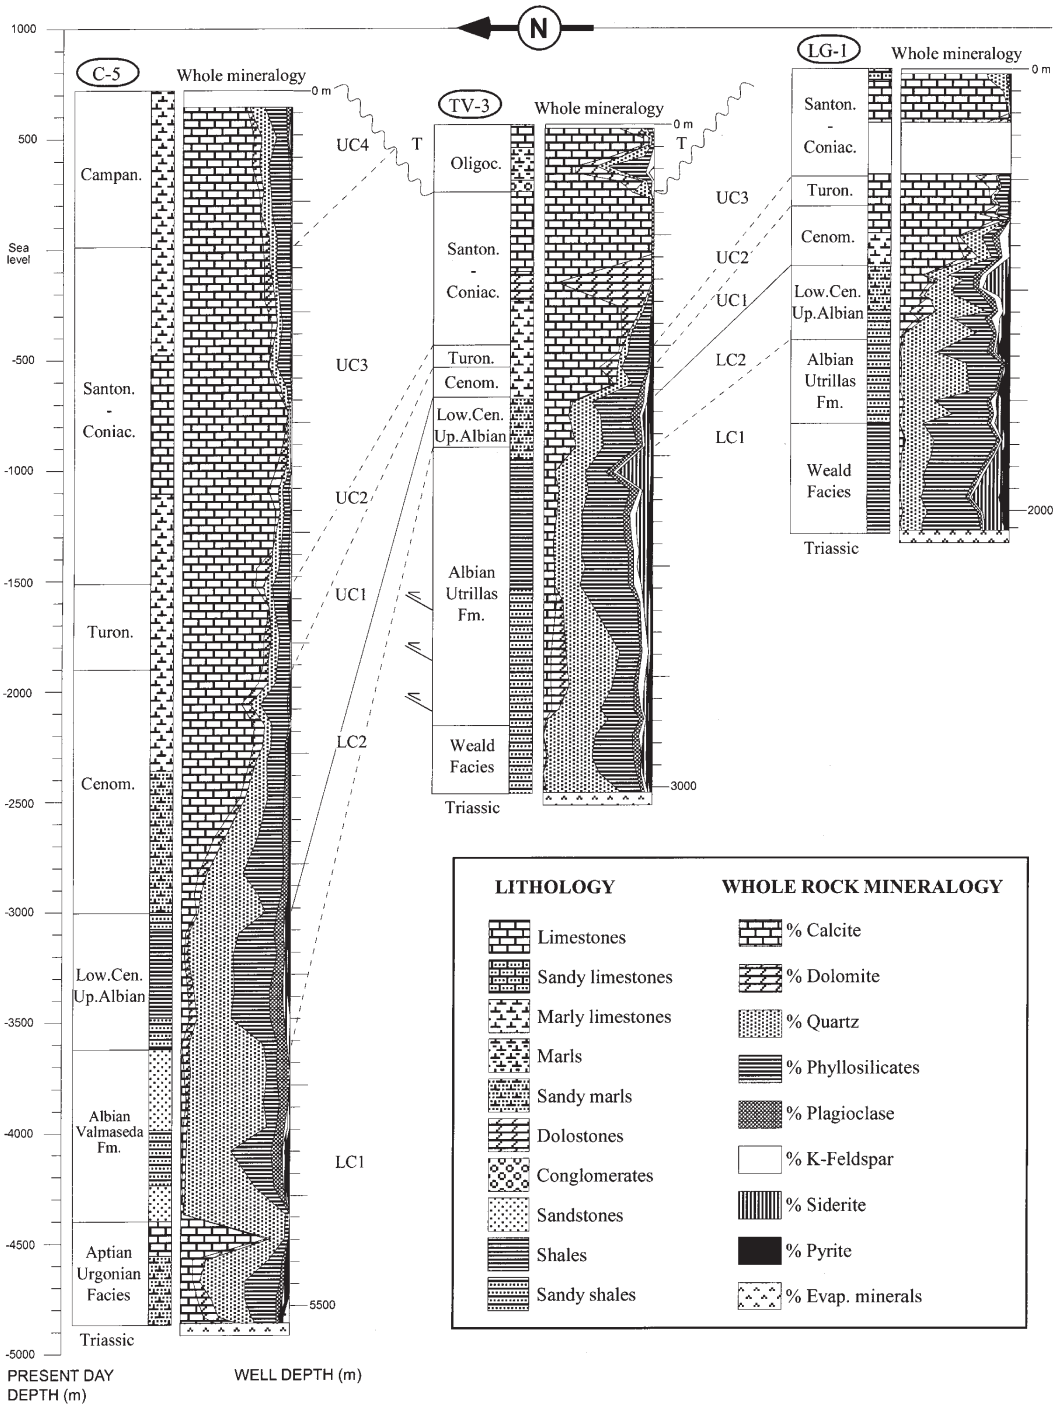 N
1000
500
Sea
level
-500
-1000
-1500
-2000
-2500
-3000
-3500
-4000
-4500
-5000
PRESENT DAY
DEPTH (m)
WELL DEPTH (m)
C-5
Whole mineralogy
0 m
Campan.
Santon.
-
Coniac.
Turon.
Cenom.
Low.Cen.
Up.Albian
Albian
Valmaseda
Fm.
Aptian
Urgonian
Facies
Triassic
5500
UC4
UC3
UC2
UC1
LC2
LC1
T
TV-3
Whole mineralogy
0 m
Oligoc.
Santon.
-
Coniac.
Turon.
Cenom.
Low.Cen.
Up.Albian
Albian
Utrillas
Fm.
Weald
Facies
Triassic
3000
T
UC3
UC2
UC1
LC2
LC1
LG-1
Whole mineralogy
0 m
Santon.
-
Coniac.
Turon.
Cenom.
Low.Cen.
Up.Albian
Albian
Utrillas
Fm.
Weald
Facies
Triassic
2000
LITHOLOGY
Limestones
Sandy limestones
Marly limestones
Marls
Sandy marls
Dolostones
Conglomerates
Sandstones
Shales
Sandy shales
WHOLE ROCK MINERALOGY
% Calcite
% Dolomite
% Quartz
% Phyllosilicates
% Plagioclase
% K-Feldspar
% Siderite
% Pyrite
% Evap. minerals